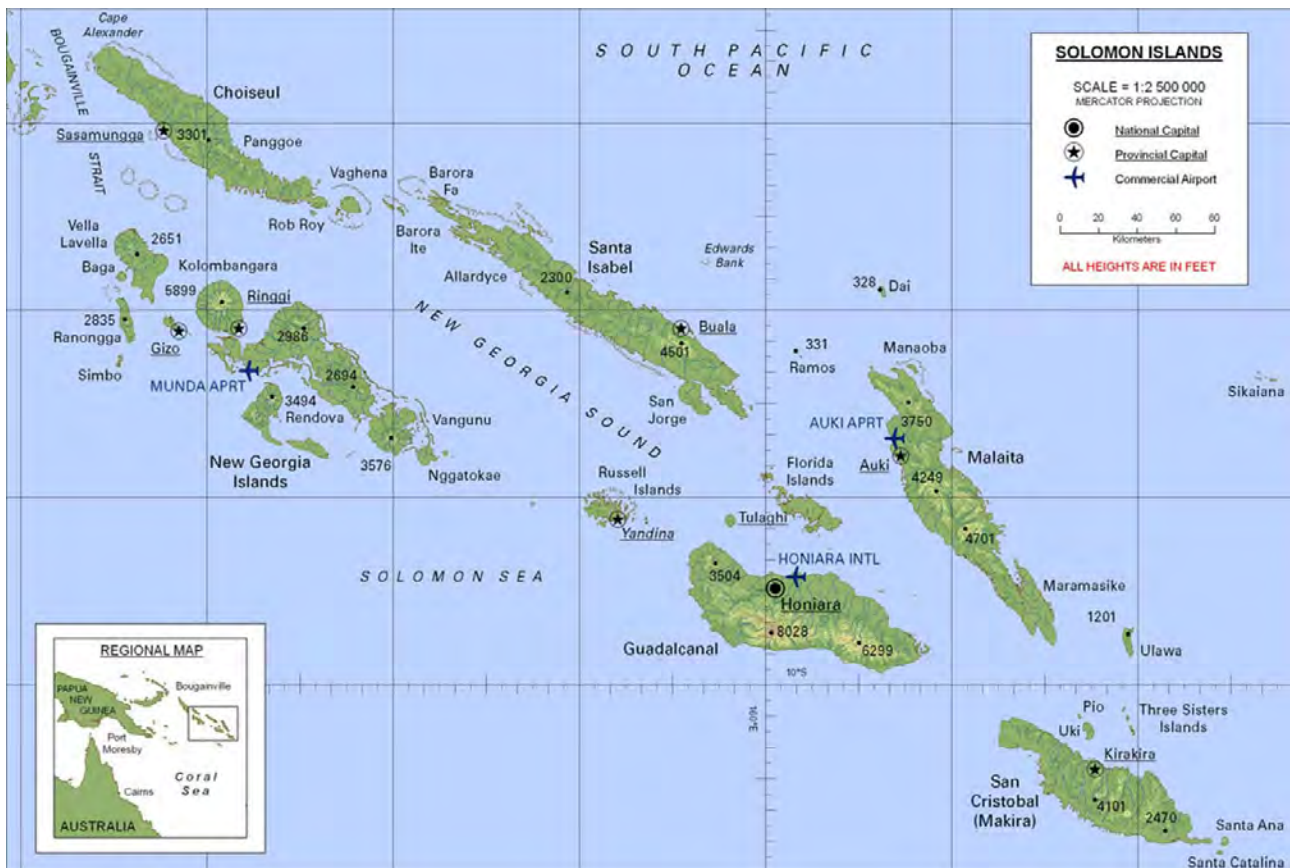 Cape
Alexander
BOUGAINVILLE
STRAIT
Choiseul
Sasamungga
3301
Panggoe
Vaghena
Rob Roy
Barora
Fa
Barora
Ite
SOUTH PACIFIC
OCEAN
SOLOMON ISLANDS
SCALE = 1:2 500 000
MERCATOR PROJECTION
National Capital
Provincial Capital
Commercial Airport
0 20 40 60 80
Kilometers
ALL HEIGHTS ARE IN FEET
Vella
Lavella
2651
Baga
Kolombangara
5899
Ringgi
2835
Ranongga
Gizo
Simbo
2986
MUNDA APRT
2694
3494
Rendova
Vangunu
3576
New Georgia
Islands
Nggatokae
Allardyce
2300
Santa
Isabel
Edwards
Bank
Buala
4501
San
Jorge
NEW GEORGIA SOUND
328
Dai
331
Ramos
Manaoba
Sikaiana
3750
AUKI APRT
Auki
Malaita
4249
4701
Maramasike
Florida
Islands
Russell
Islands
Yandina
Tulaghi
HONIARA INTL
3504
Honiara
8028
6299
Guadalcanal
10°S
160°E
SOLOMON SEA
1201
Ulawa
Pio
Uki
Three Sisters
Islands
Kirakira
San
Cristobal
(Makira)
4101
2470
Santa Ana
Santa Catalina
REGIONAL MAP
PAPUA
NEW
GUINEA
Bougainville
Port
Moresby
Coral
Sea
Cairns
AUSTRALIA